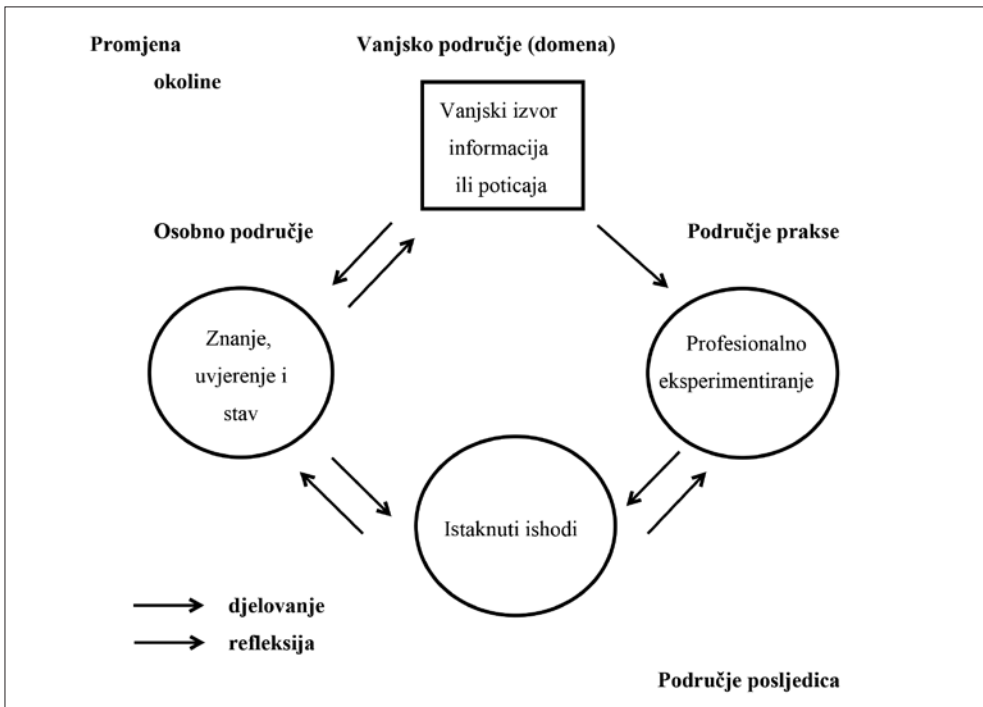 Promjena
okoline
Vanjsko područje (domena)
Vanjski izvor
informacija
ili poticaja
Osobno područje
Područje prakse
Znanje,
uvjerenje i
stav
Profesionalno
eksperimentiranje
Istaknuti ishodi
djelovanje
refleksija
Područje posljedica